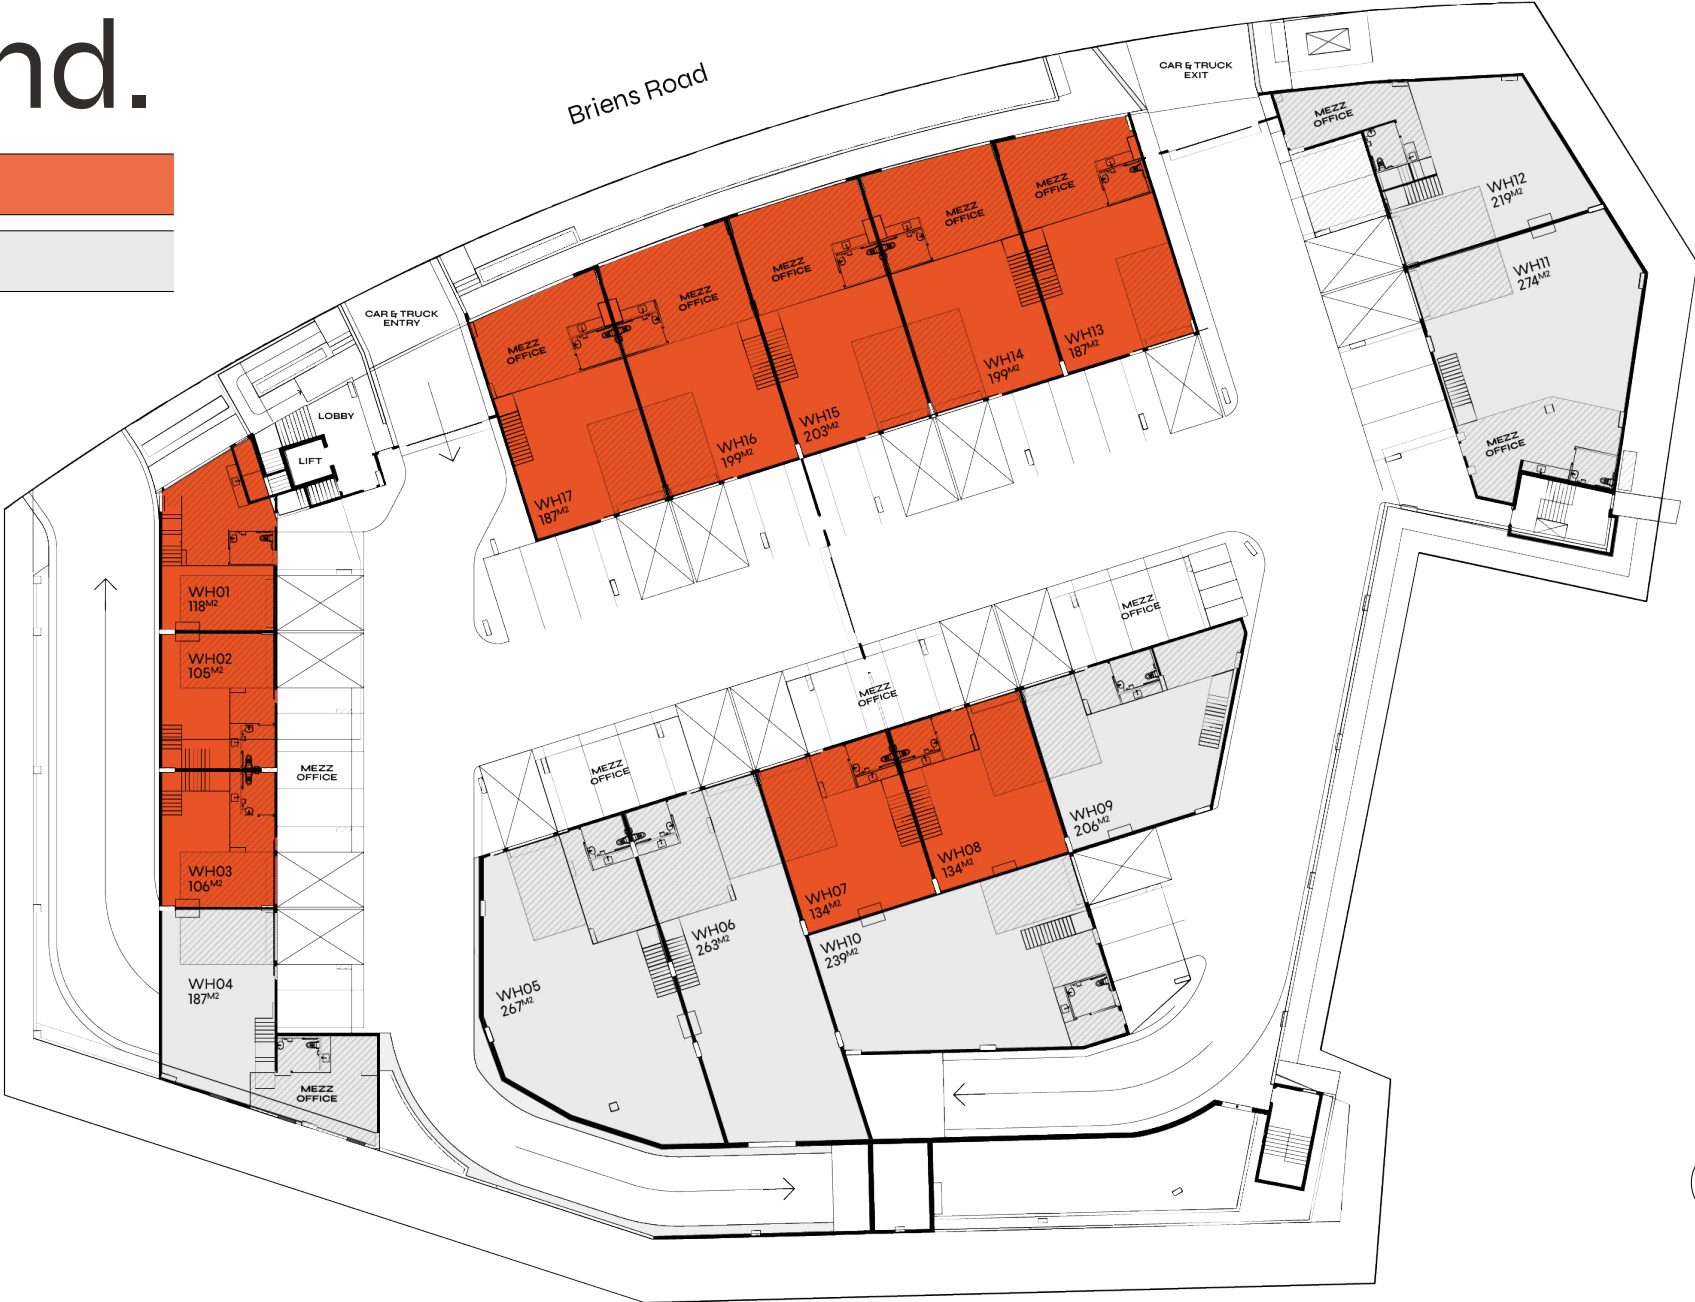 nd.
Briens Road
CAR & TRUCK
EXIT
MEZZ
OFFICE
WH12
219M2
WH11
274M2
MEZZ
OFFICE
MEZZ
OFFICE
MEZZ
OFFICE
MEZZ
OFFICE
MEZZ
OFFICE
MEZZ
OFFICE
WH13
187M2
WH14
199M2
WH15
203M2
WH16
199M2
WH17
187M2
CAR & TRUCK
ENTRY
LOBBY
LIFT
WH01
118M2
WH02
105M2
MEZZ
OFFICE
WH03
106M2
WH04
187M2
MEZZ
OFFICE
MEZZ
OFFICE
MEZZ
OFFICE
MEZZ
OFFICE
WH09
206M2
WH08
134M2
WH07
134M2
WH06
263M2
WH10
239M2
WH05
267M2